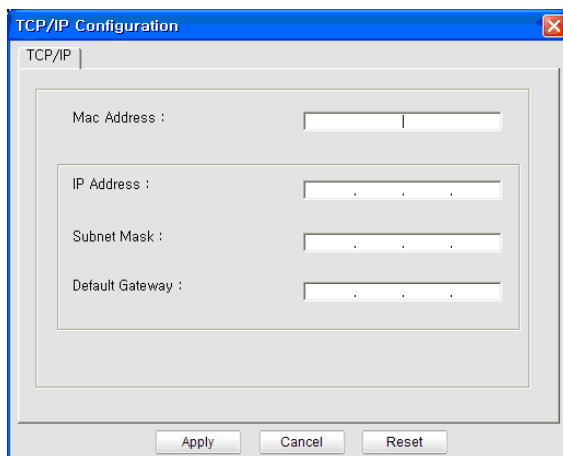 TCP/IP Configuration
TCP/IP
Mac Address :
IP Address :
. . .
Subnet Mask :
. . .
Default Gateway :
. . .
Apply Cancel Reset